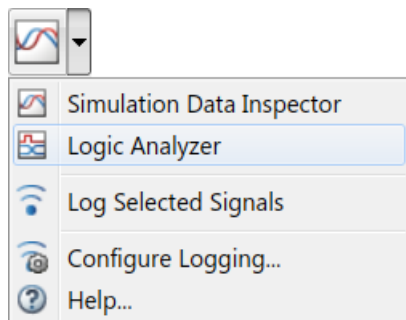 Simulation Data Inspector
Logic Analyzer
Log Selected Signals
Configure Logging...
Help...